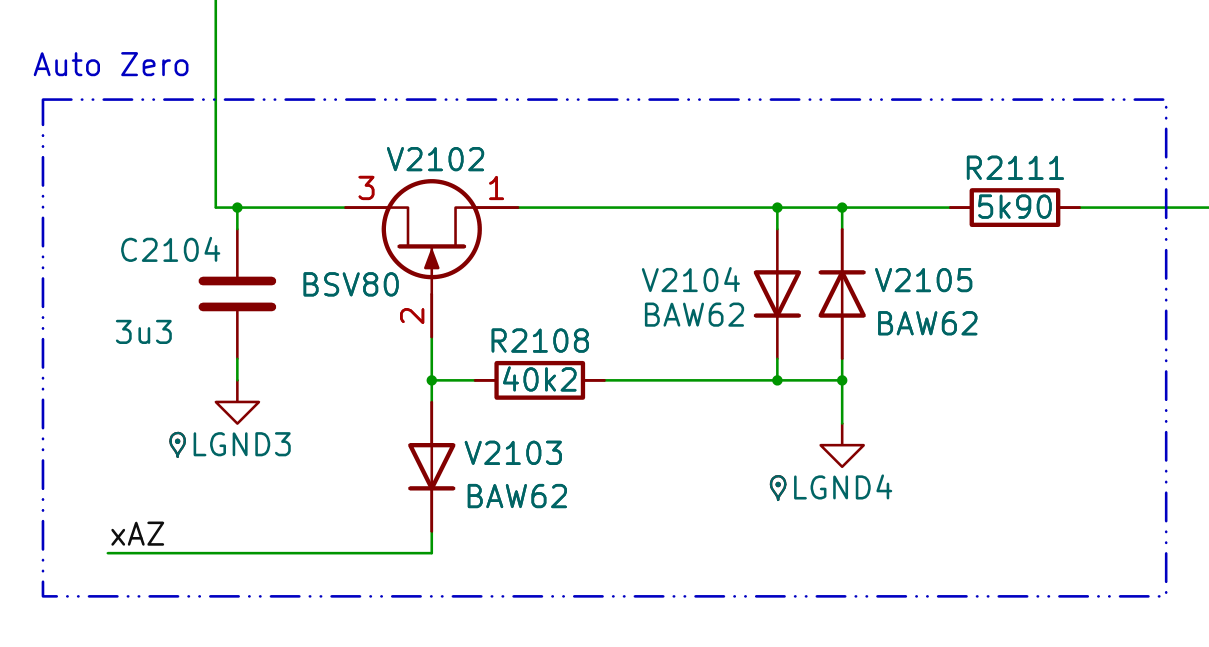 Auto Zero
V2102
3
1
R2111
5k90
C2104
BSV80
V2104
BAW62
V2105
BAW62
3u3
2
R2108
40k2
LGND3
V2103
BAW62
LGND4
xAZ